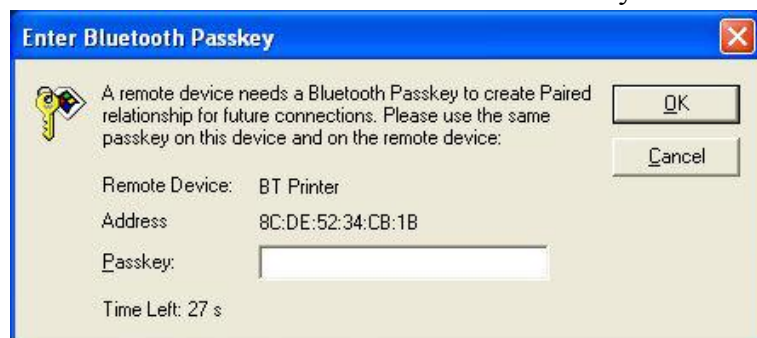 Enter Bluetooth Passkey
A remote device needs a Bluetooth Passkey to create Paired
relationship for future connections. Please use the same
passkey on this device and on the remote device:
OK
Cancel
Remote Device: BT Printer
Address 8C:DE:52:34:CB:1B
Passkey:
Time Left: 27 s